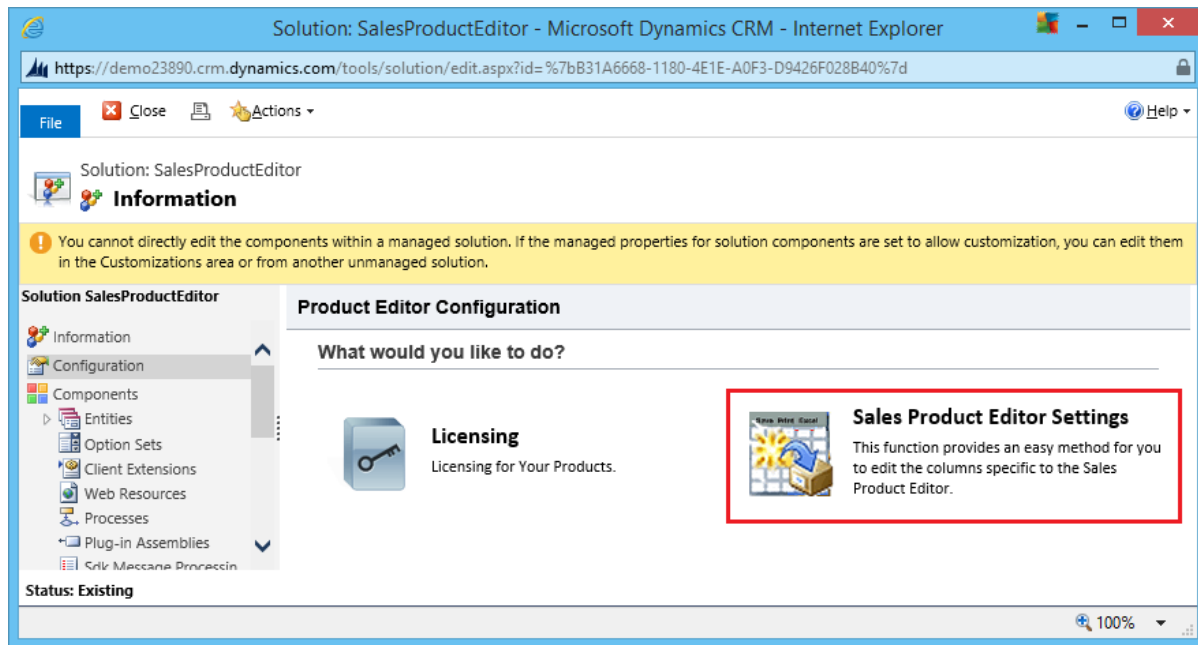 Solution: SalesProductEditor - Microsoft Dynamics CRM - Internet Explorer
https://demo23890.crm.dynamics.com/tools/solution/edit.aspx?id=%7bB31A6668-1180-4E1E-A0F3-D9426F028B40%7d
File
Close
Actions
Help
Solution: SalesProductEditor
Information
You cannot directly edit the components within a managed solution. If the managed properties for solution components are set to allow customization, you can edit them
in the Customizations area or from another unmanaged solution.
Solution SalesProductEditor
Information
Configuration
Components
Entities
Option Sets
Client Extensions
Web Resources
Processes
Plug-in Assemblies
Sdk Message Processin
Product Editor Configuration
What would you like to do?
Licensing
Licensing for Your Products.
Save Print Excel
Sales Product Editor Settings
This function provides an easy method for you
to edit the columns specific to the Sales
Product Editor.
Status: Existing
100%